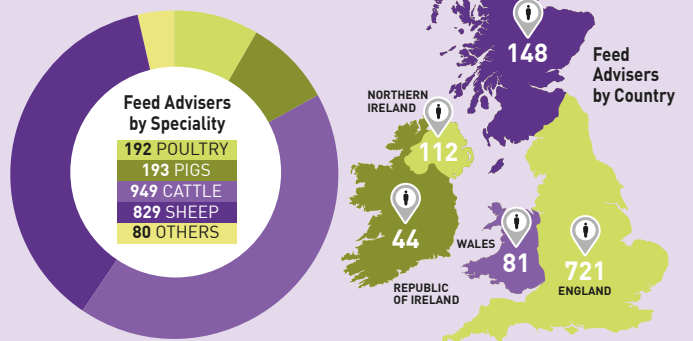 Feed Advisers
by Speciality
192 POULTRY
193 PIGS
949 CATTLE
829 SHEEP
80 OTHERS
148
Feed
Advisers
by Country
NORTHERN
IRELAND
112
44
REPUBLIC
OF IRELAND
WALES
81
721
ENGLAND